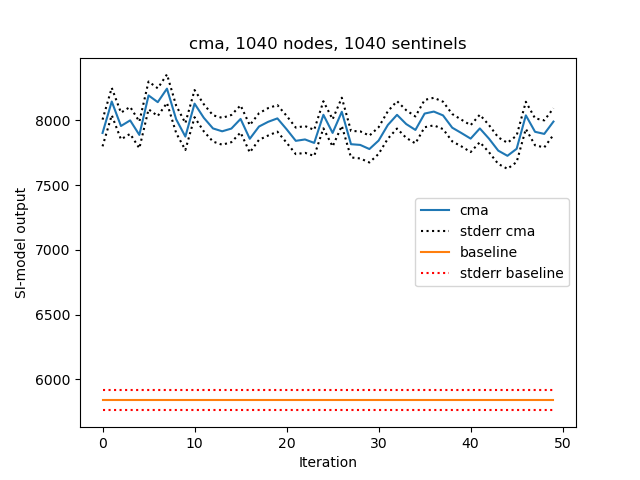 cma, 1040 nodes, 1040 sentinels
8000
7500
7000
6500
6000
SI-model output
cma
stderr cma
baseline
stderr baseline
0 10 20 30 40 50
Iteration